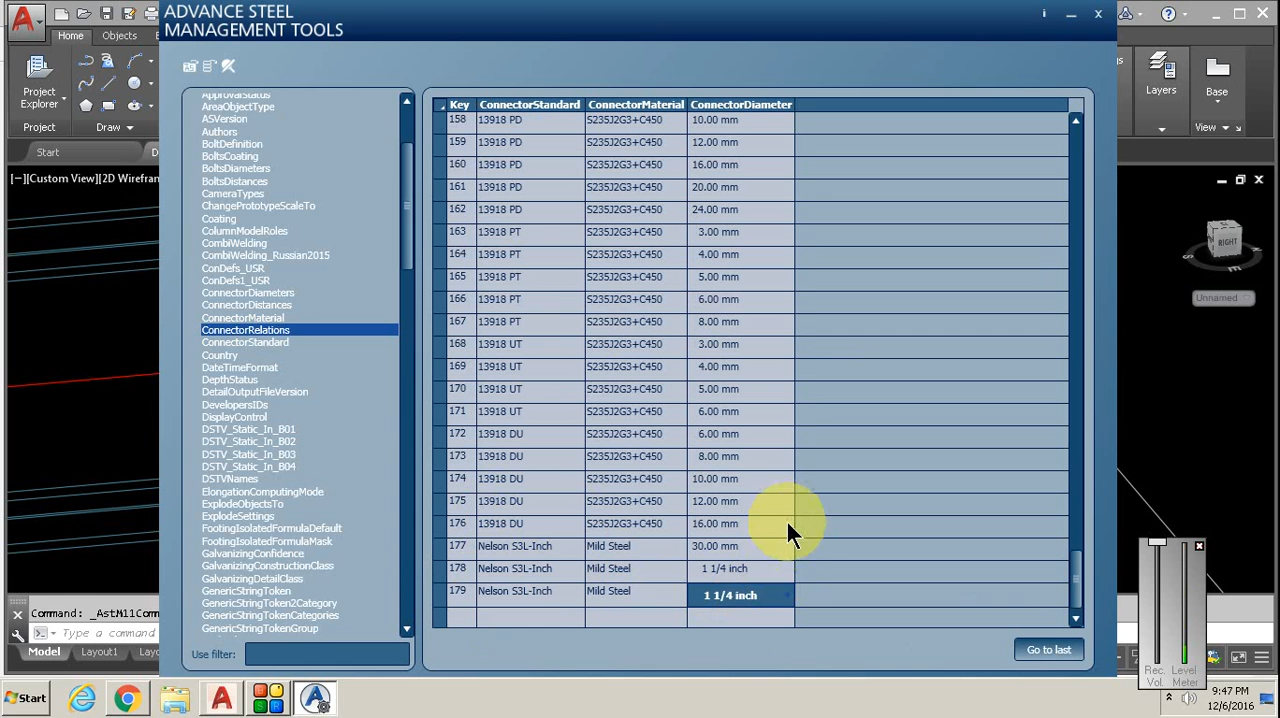 ADVANCE STEEL
MANAGEMENT TOOLS
Home
Objects
Project
Explorer
Project
Draw
Layers
Base
View
Start
[−][Custom View][2D Wirefra
RIGHT
Unnamed
ApprovalStatus
AreaObjectType
ASVersion
Authors
BoltDefinition
BoltsCoating
BoltsDiameters
BoltsDistances
CameraTypes
ChangePrototypeScaleTo
Coating
ColumnModelRoles
CombiWelding
CombiWelding_Russian2015
ConDefs_USR
ConDefs1_USR
ConnectorDiameters
ConnectorDistances
ConnectorMaterial
ConnectorRelations
ConnectorStandard
Country
DateTimeFormat
DepthStatus
DetailOutputFileVersion
DevelopersIDs
DisplayControl
DSTV_Static_In_B01
DSTV_Static_In_B02
DSTV_Static_In_B03
DSTV_Static_In_B04
DSTVNames
ElongationComputingMode
ExplodeObjectsTo
ExplodeSettings
FootingIsolatedFormulaDefault
FootingIsolatedFormulaMask
GalvanizingConfidence
GalvanizingConstructionClass
GalvanizingDetailClass
GenericStringToken
GenericStringToken2Category
GenericStringTokenCategories
GenericStringTokenGroup
Use filter:
Key ConnectorStandard ConnectorMaterial ConnectorDiameter
158 13918 PD S235J2G3+C450 10.00 mm
159 13918 PD S235J2G3+C450 12.00 mm
160 13918 PD S235J2G3+C450 16.00 mm
161 13918 PD S235J2G3+C450 20.00 mm
162 13918 PD S235J2G3+C450 24.00 mm
163 13918 PT S235J2G3+C450 3.00 mm
164 13918 PT S235J2G3+C450 4.00 mm
165 13918 PT S235J2G3+C450 5.00 mm
166 13918 PT S235J2G3+C450 6.00 mm
167 13918 PT S235J2G3+C450 8.00 mm
168 13918 UT S235J2G3+C450 3.00 mm
169 13918 UT S235J2G3+C450 4.00 mm
170 13918 UT S235J2G3+C450 5.00 mm
171 13918 UT S235J2G3+C450 6.00 mm
172 13918 DU S235J2G3+C450 6.00 mm
173 13918 DU S235J2G3+C450 8.00 mm
174 13918 DU S235J2G3+C450 10.00 mm
175 13918 DU S235J2G3+C450 12.00 mm
176 13918 DU S235J2G3+C450 16.00 mm
177 Nelson S3L-Inch Mild Steel 30.00 mm
178 Nelson S3L-Inch Mild Steel 1 1/4 inch
179 Nelson S3L-Inch Mild Steel 1 1/4 inch
Go to last
Command: _AstM11Comm
Type a command
Model Layout1 Layo
Rec. Vol.
Level Meter
Start
9:47 PM
12/6/2016